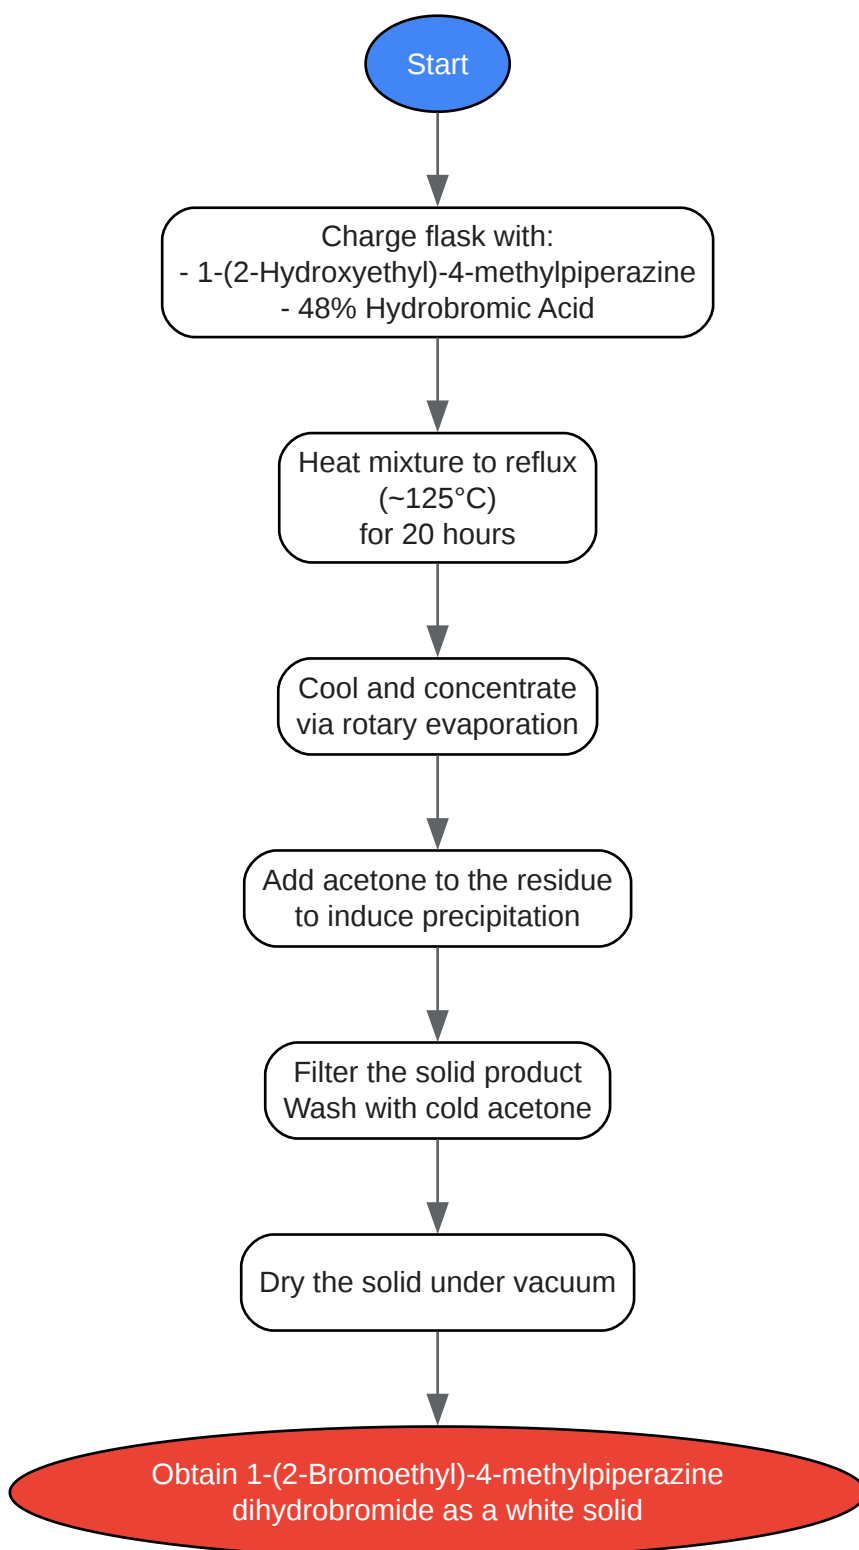 Start
Charge flask with:
- 1-(2-Hydroxyethyl)-4-methylpiperazine
- 48% Hydrobromic Acid
Heat mixture to reflux
(~125°C)
for 20 hours
Cool and concentrate
via rotary evaporation
Add acetone to the residue
to induce precipitation
Filter the solid product
Wash with cold acetone
Dry the solid under vacuum
Obtain 1-(2-Bromoethyl)-4-methylpiperazine
dihydrobromide as a white solid